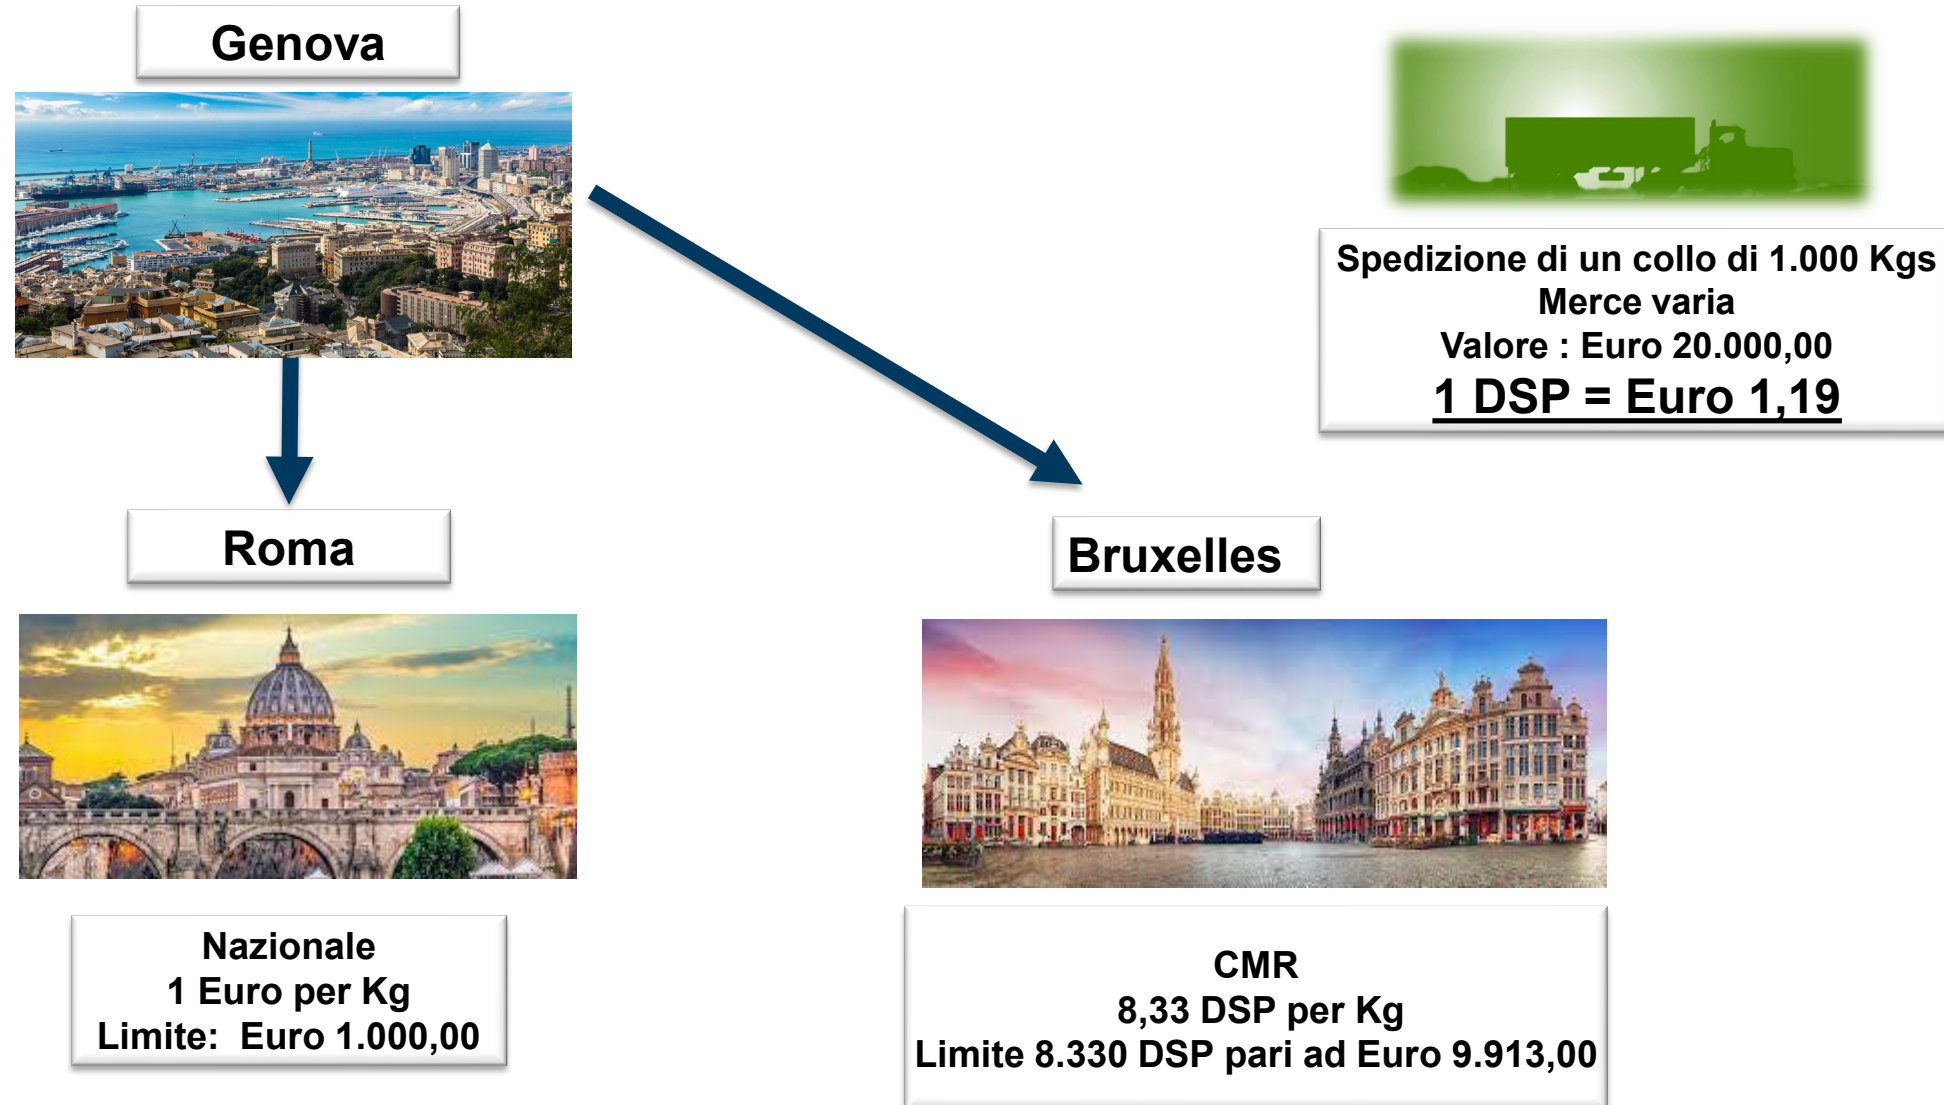 Genova
Spedizione di un collo di 1.000 Kgs
Merce varia
Valore : Euro 20.000,00
1 DSP = Euro 1,19
Roma
Bruxelles
Nazionale
1 Euro per Kg
Limite: Euro 1.000,00
CMR
8,33 DSP per Kg
Limite 8.330 DSP pari ad Euro 9.913,00